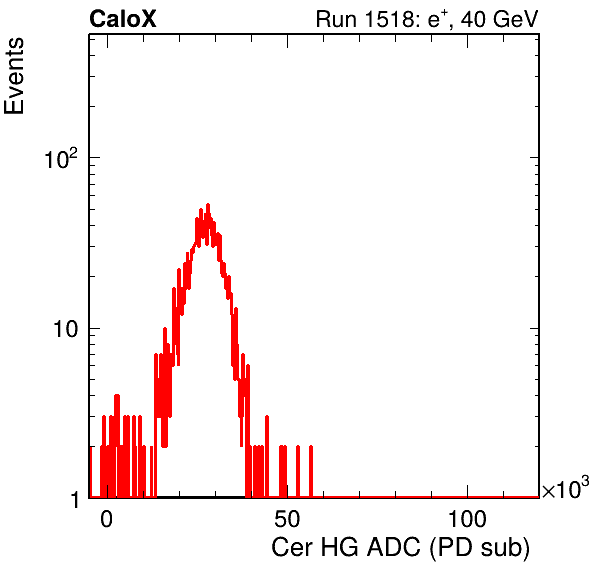 CaloX Run 1518: e⁺, 40 GeV
Events
10²
10
1
0 50 100 ×10³
Cer HG ADC (PD sub)